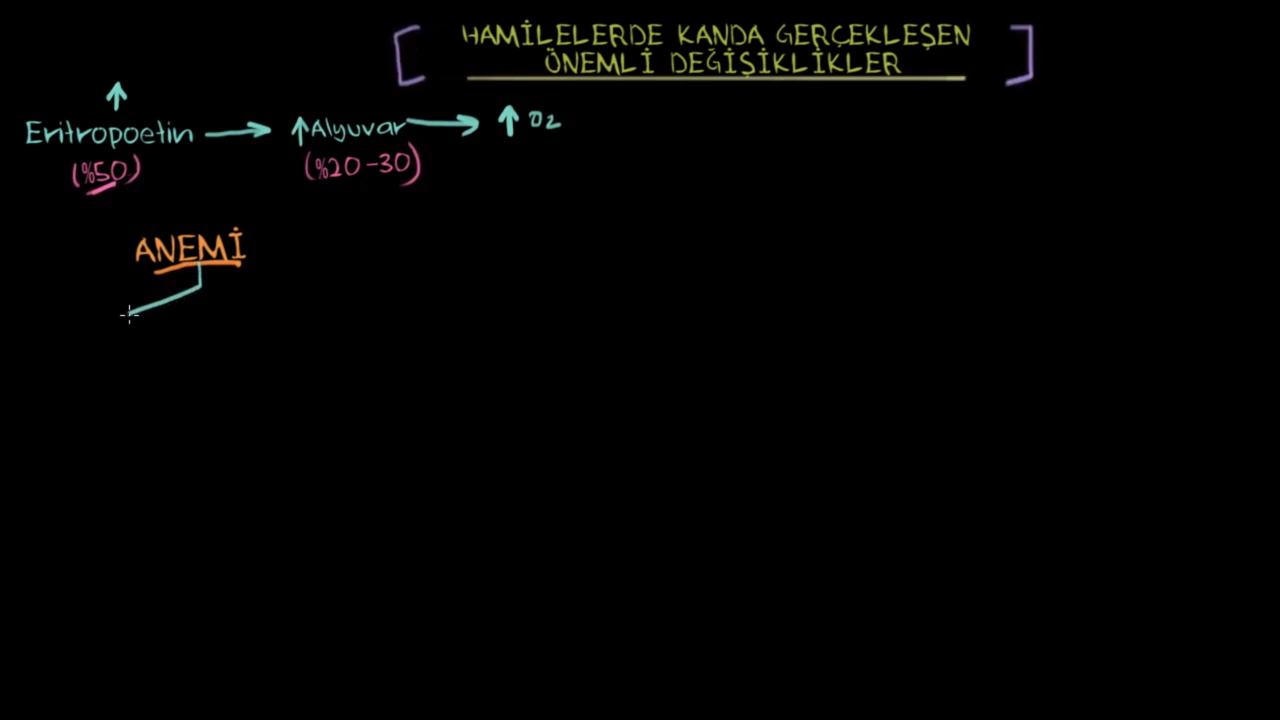 HAMİLELERDE KANDA GERÇEKLEŞEN
ÖNEMLİ DEĞİŞİKLİKLER
Eritropoetin → ↑ Alyuvar → ↑ O₂
(%50) (%20-30)
ANEMİ